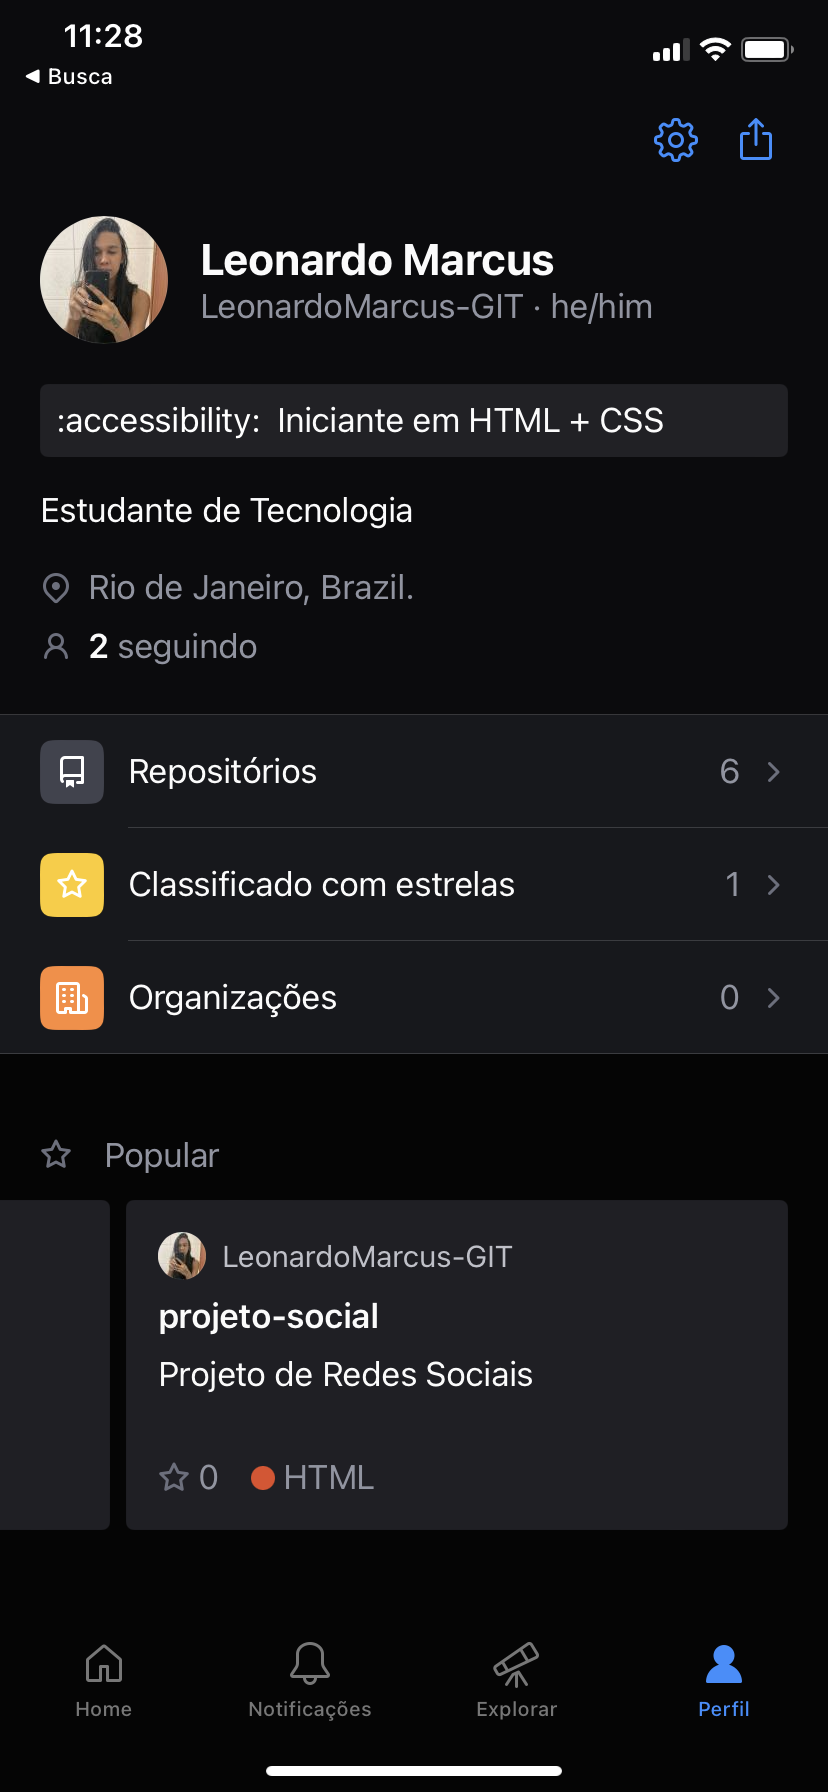 11:28
◀ Busca
Leonardo Marcus
LeonardoMarcus-GIT · he/him
:accessibility: Iniciante em HTML + CSS
Estudante de Tecnologia
Rio de Janeiro, Brazil.
2 seguindo
Repositórios 6
Classificado com estrelas 1
Organizações 0
Popular
LeonardoMarcus-GIT
projeto-social
Projeto de Redes Sociais
0 HTML
Home Notificações Explorar Perfil